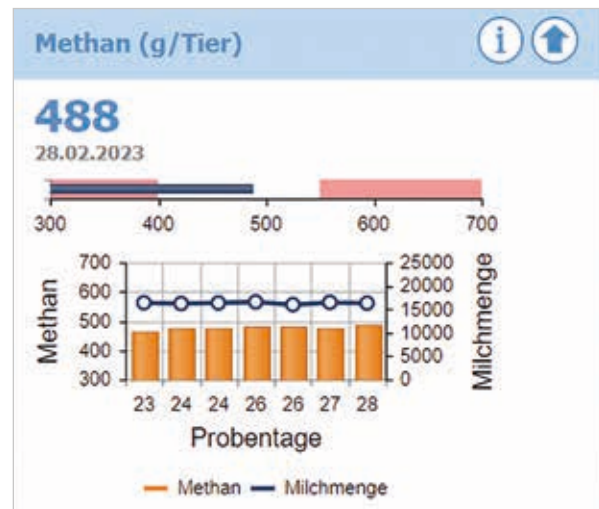 Methan (g/Tier)
i
488
28.02.2023
300 400 500 600 700
Methan
700
600
500
400
300
25000
20000
15000
10000
5000
0
Milchmenge
23 24 24 26 26 27 28
Probentage
Methan Milchmenge